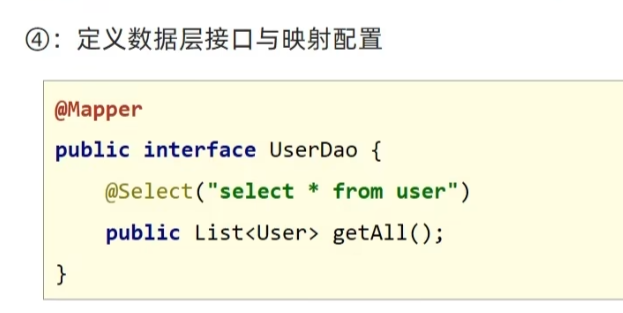 ④：定义数据层接口与映射配置
@Mapper
public interface UserDao {
    @Select("select * from user")
    public List<User> getAll();
}